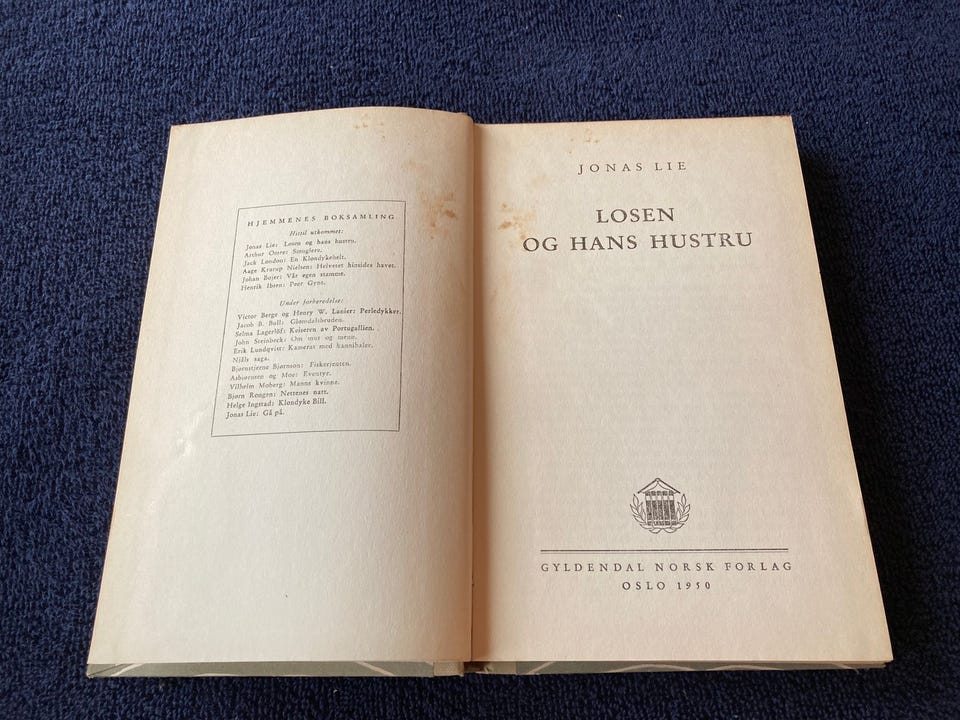 HJEMMENES BOKSAMLING
Hittil utkommet:
Jonas Lie: Losen og hans hustru.
Arthur Omre: Smuglere.
Jack London: En Klondykehelt.
Aage Krarup Nielsen: Helvetet hinsides havet.
Johan Bojer: Vår egen stamme.
Henrik Ibsen: Peer Gynt.
Under forberedelse:
Victor Berge og Henry W. Lanier: Perledykker.
Jacob B. Bull: Glomdalsbruden.
Selma Lagerlöf: Keiseren av Portugallien.
John Steinbeck: Om mus og menn.
Erik Lundqvist: Kamerat med kannibaler.
Njåls saga.
Bjørnstjerne Bjørnson: Fiskerjenten.
Asbjørnsen og Moe: Eventyr.
Vilhelm Moberg: Manns kvinne.
Bjørn Rongen: Nettenes natt.
Helge Ingstad: Klondyke Bill.
Jonas Lie: Gå på.
JONAS LIE
LOSEN
OG HANS HUSTRU
GYLDENDAL NORSK FORLAG
OSLO 1950